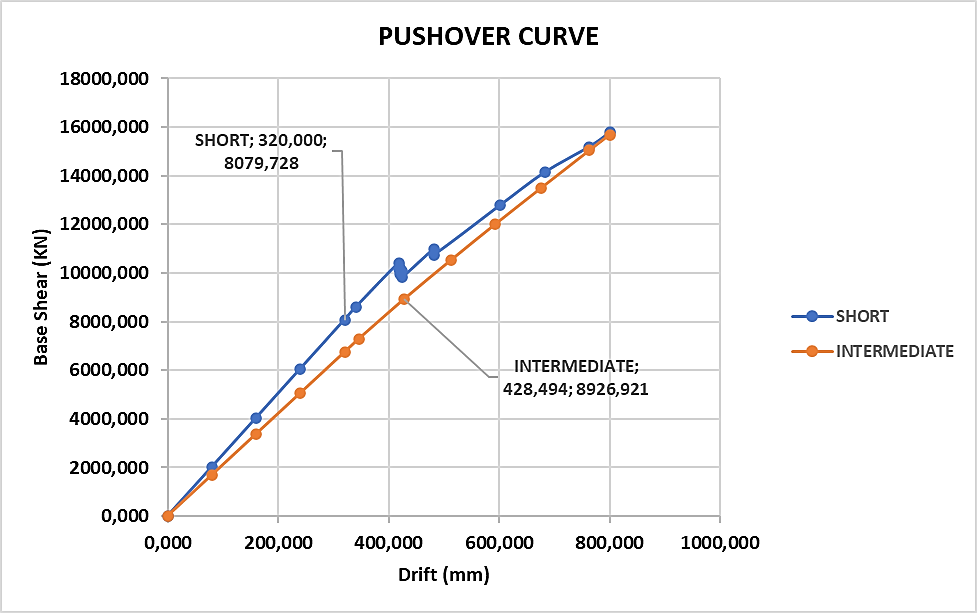 PUSHOVER CURVE
18000,000
16000,000
14000,000
12000,000
10000,000
8000,000
6000,000
4000,000
2000,000
0,000
Base Shear (KN)
SHORT; 320,000;
8079,728
INTERMEDIATE;
428,494; 8926,921
0,000 200,000 400,000 600,000 800,000 1000,000
Drift (mm)
SHORT
INTERMEDIATE